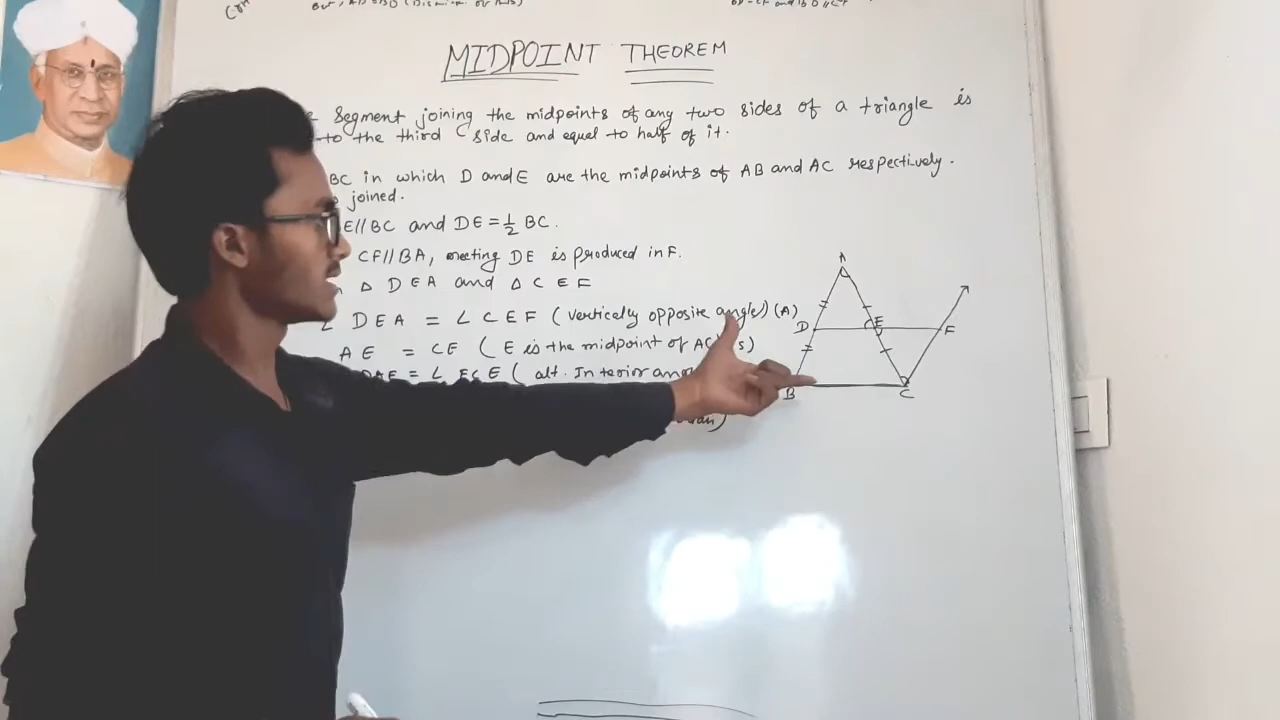 MIDPOINT THEOREM
Segment joining the midpoints of any two sides of a triangle is
to the third side and equal to half of it.
BC in which D and E are the midpoints of AB and AC respectively.
joined.
E//BC and DE = 1/2 BC.
CF//BA, meeting DE is produced in F.
△ DEA and △ CEF
∠ DEA = ∠ CEF (vertically opposite angle) (A)
AE = CE (E is the midpoint of AC) (S)
DAE = ∠ ECF (alt. Interior
A
D E F
B C